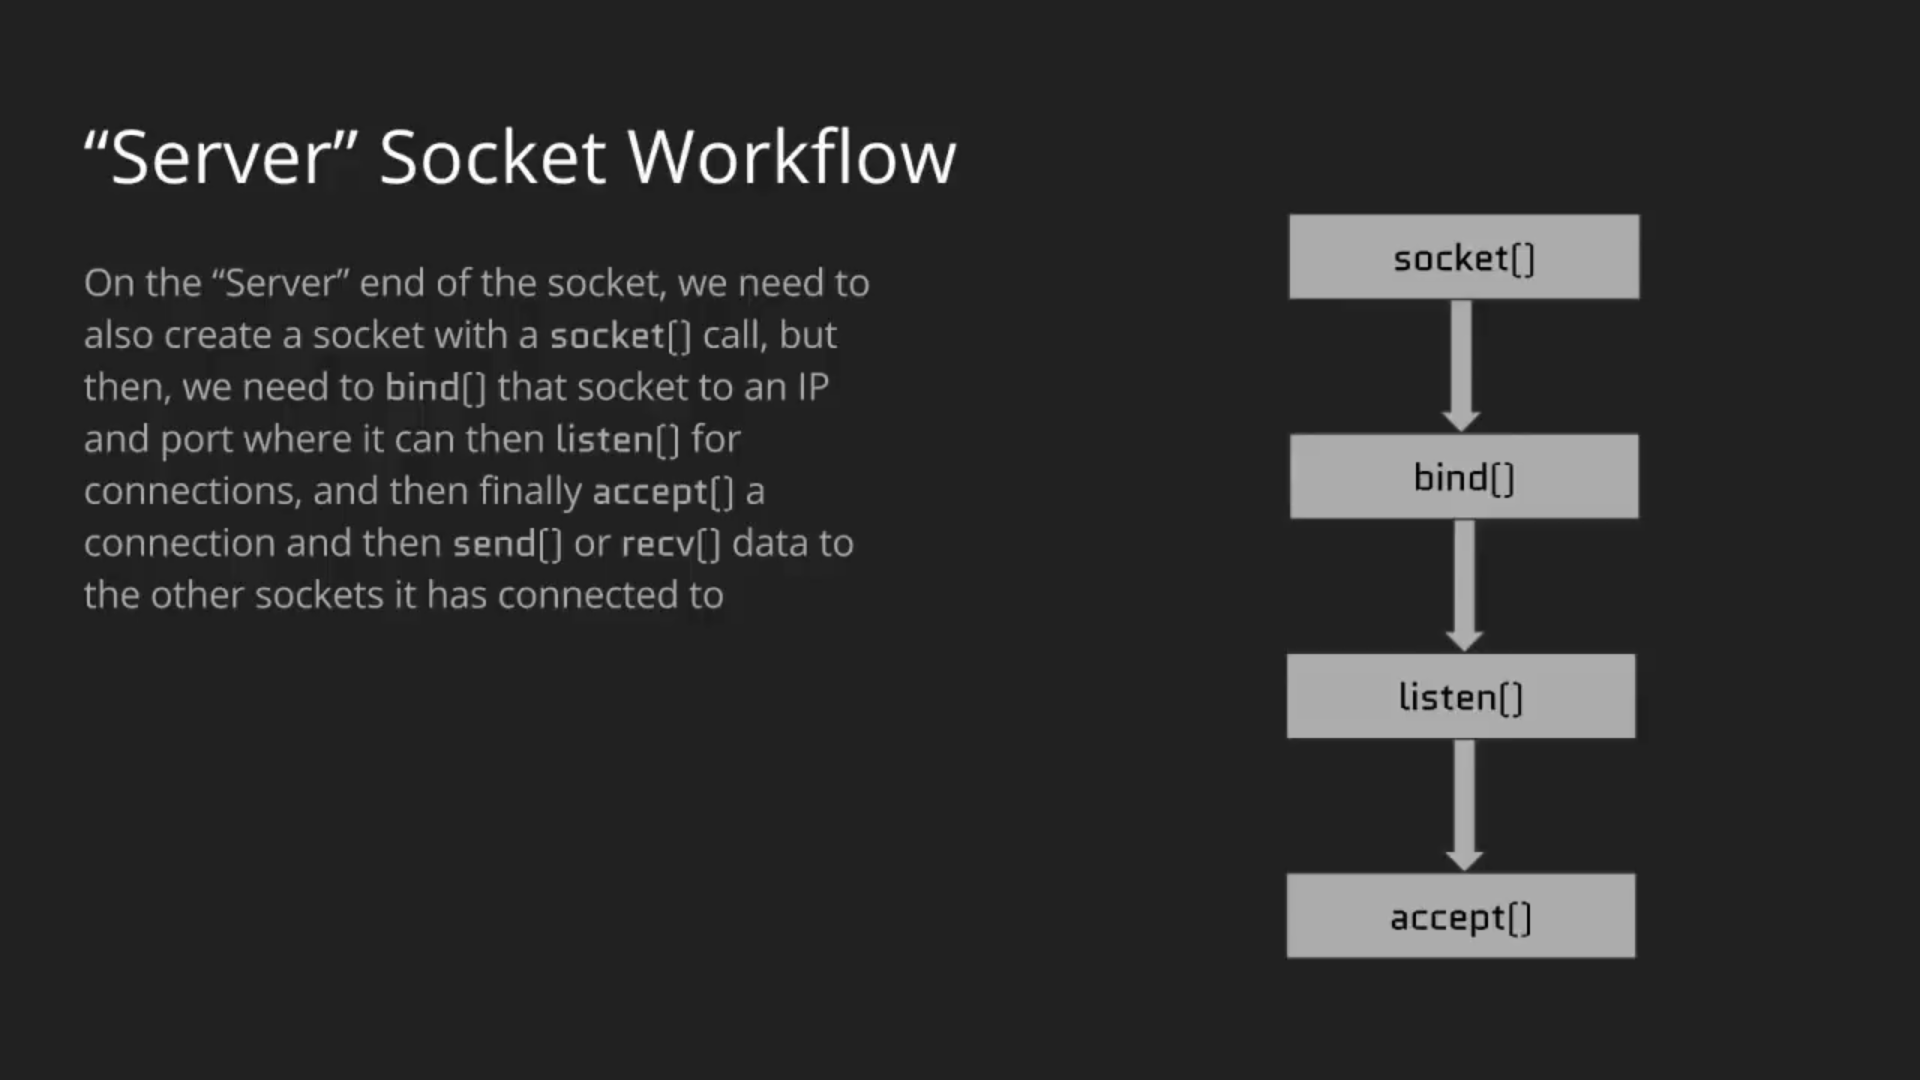 “Server” Socket Workflow
On the “Server” end of the socket, we need to
also create a socket with a socket() call, but
then, we need to bind() that socket to an IP
and port where it can then listen() for
connections, and then finally accept() a
connection and then send() or recv() data to
the other sockets it has connected to
socket()
bind()
listen()
accept()